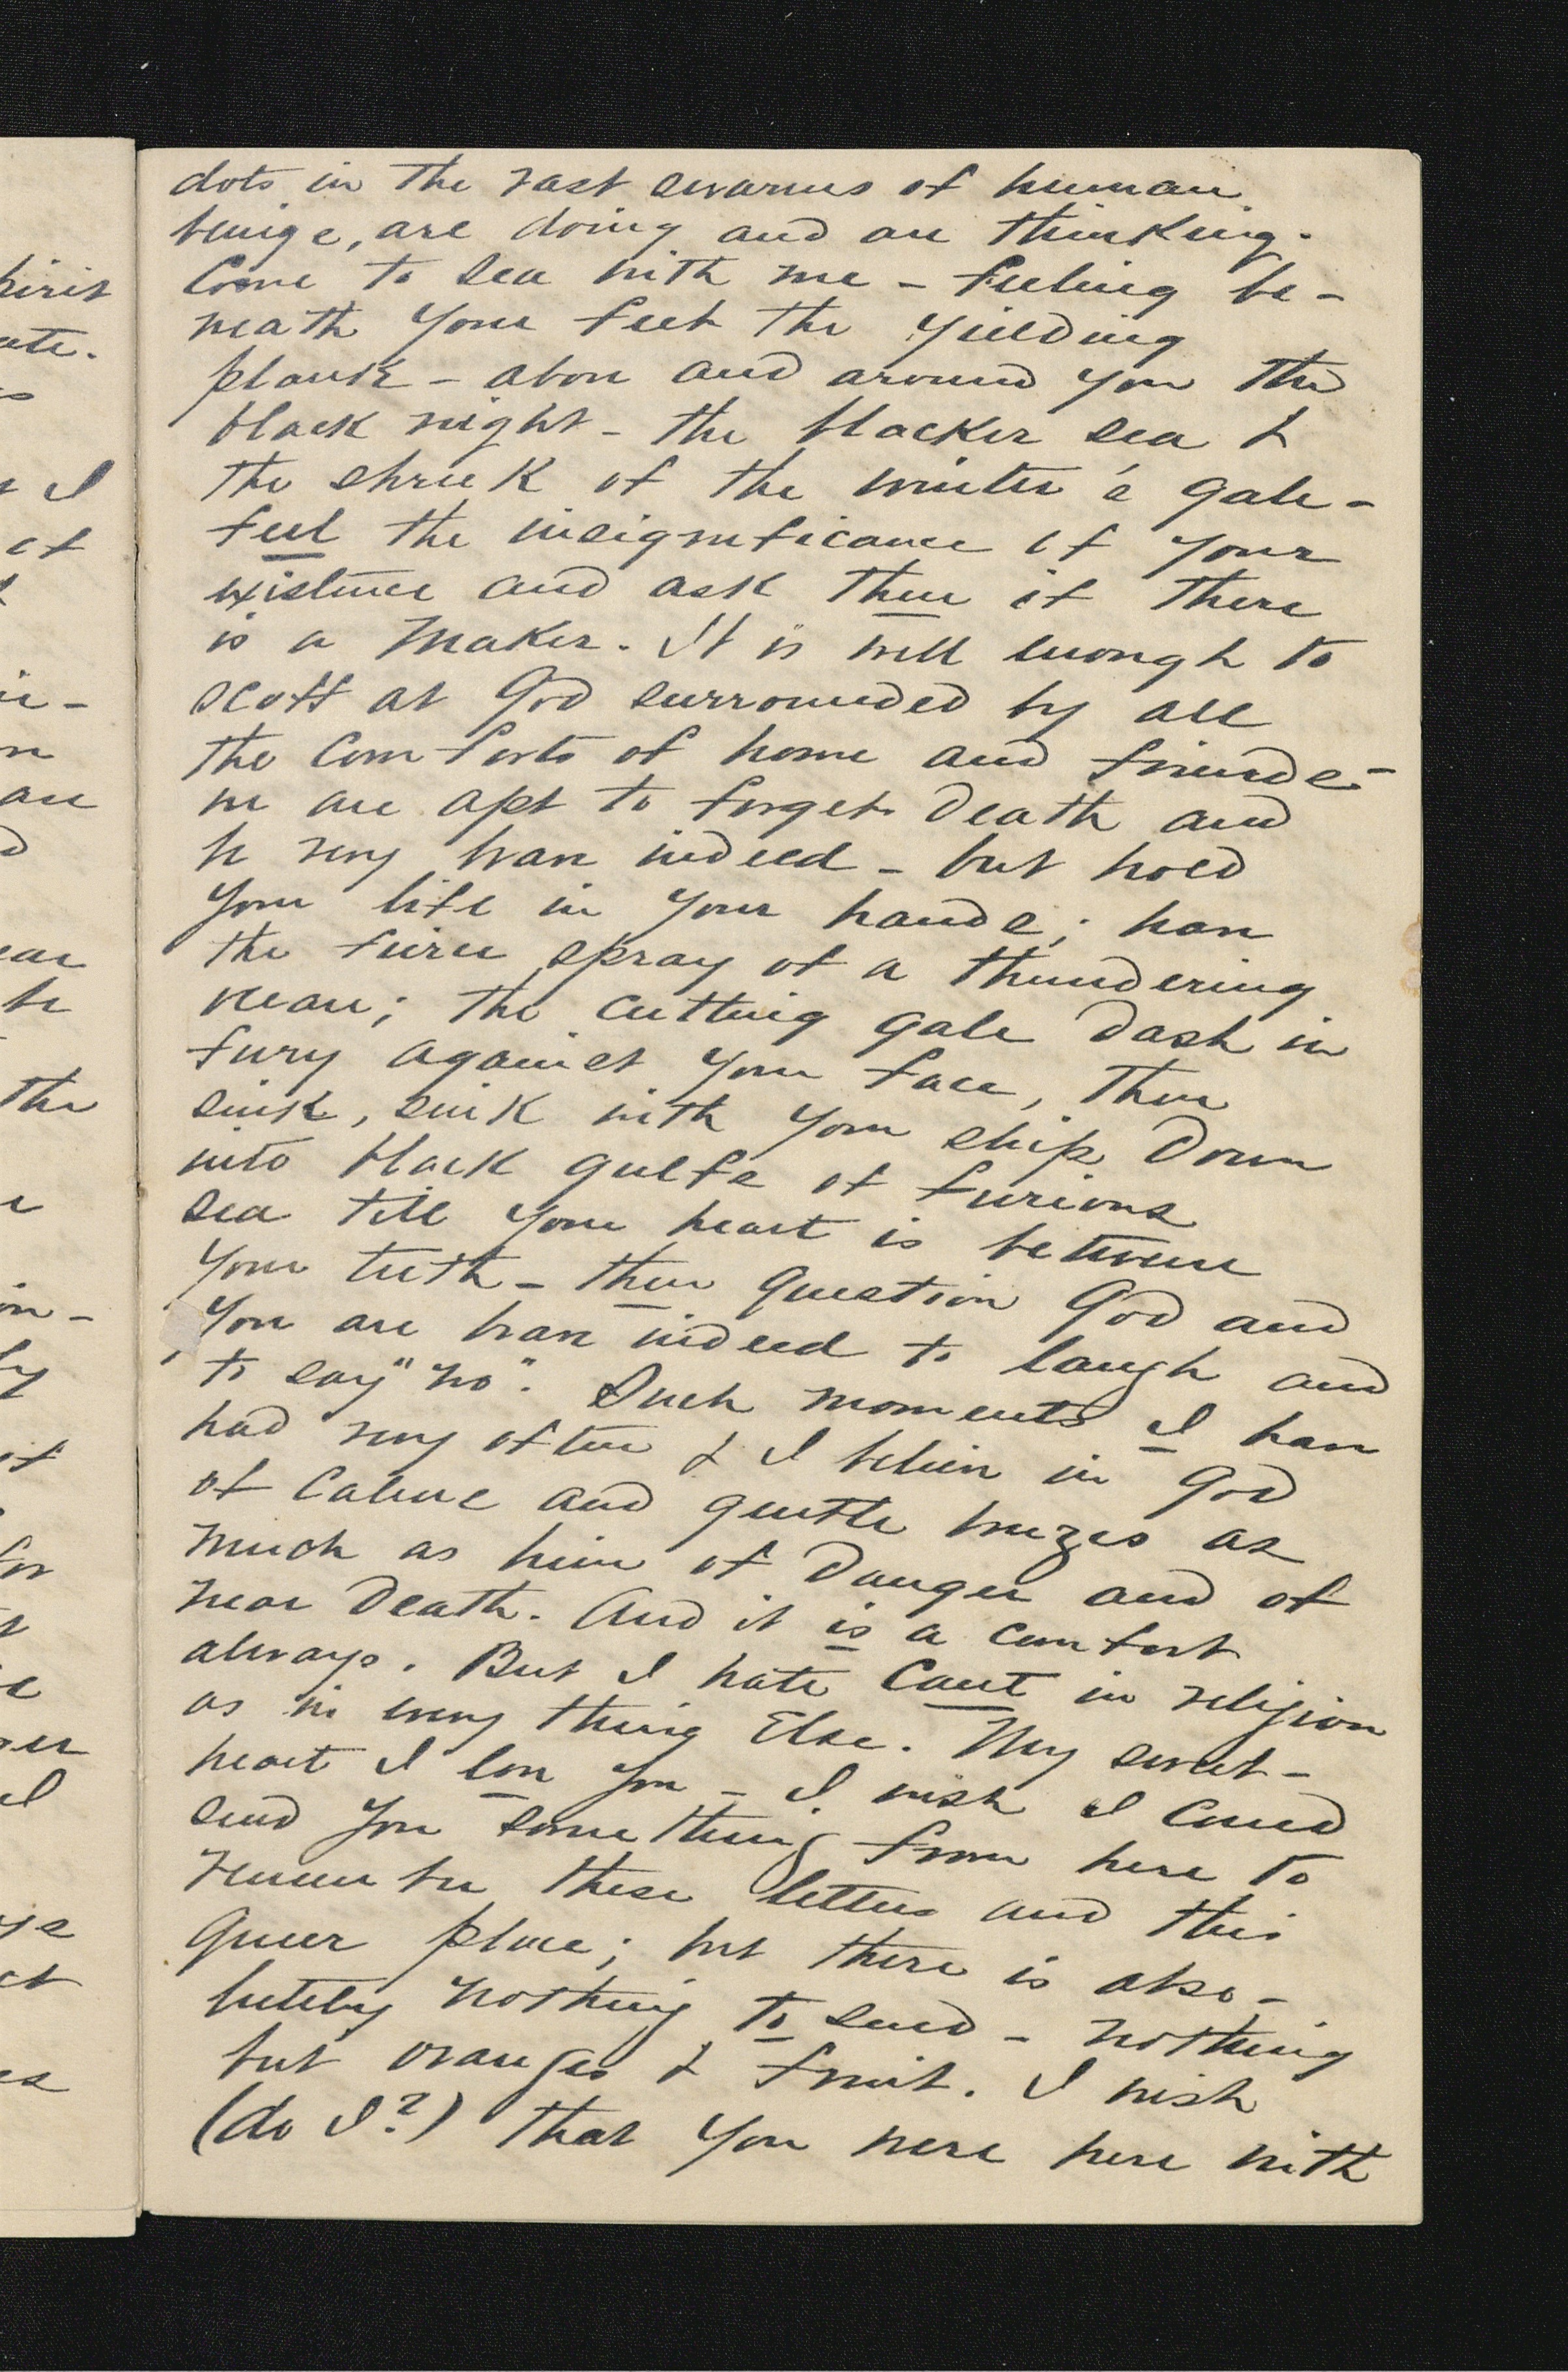 dots in the vast swarms of human
beings, are doing and are thinking.
Come to sea with me - feeling be-
neath your feet the yielding
plank - above and around you the
black night - the blacker sea &
the shriek of the winter's gale -
feel the insignificance of your
existence and ask then if there
is a Maker. It is well enough to
scoff at God surrounded by all
the comforts of home and friends -
we are apt to forget death and
be very brave indeed - but hold
your life in your hands; have
the fierce spray of a thundering
ocean; the cutting gale dash in
fury against your face, then
sink, sink with your ship down
into black gulfs of furious
sea till your heart is between
your teeth - then question God and
you are brave indeed to laugh and
to say "no". Such moments I have
had very often & I believe in God
of calms and gentle breezes as
much as him of danger and of
near death. And it is a comfort
always. But I hate Cant in religion
as in every thing Else. My sweet-
heart I love you - I wish I could
send you something from here to
remember these letters and this
queer place; but there is abso-
lutely nothing to send - nothing
but oranges & fruit. I wish
(do I?) that you were here with